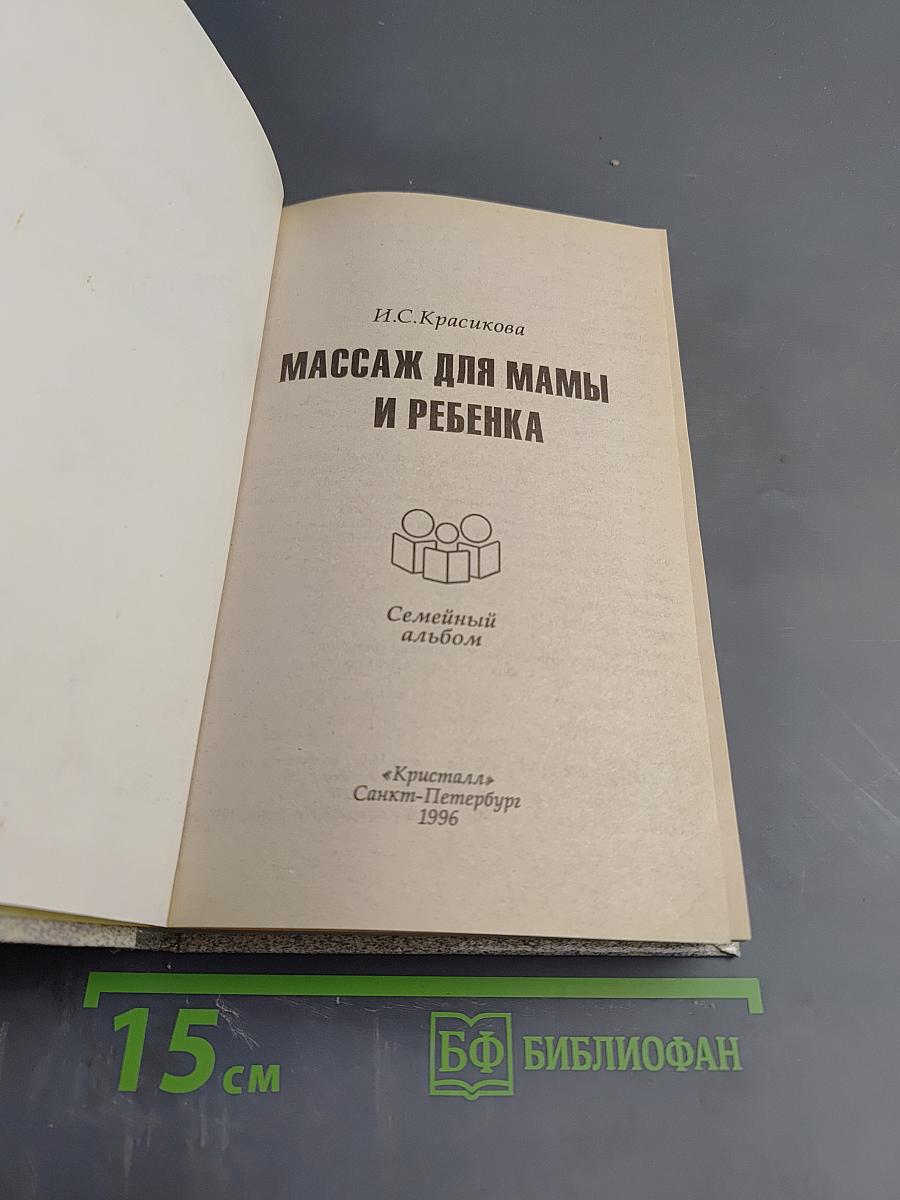 И.С.Красикова
МАССАЖ ДЛЯ МАМЫ
И РЕБЕНКА
Семейный
альбом
«Кристалл»
Санкт-Петербург
1996
15 см
БФ БИБЛИОФАН